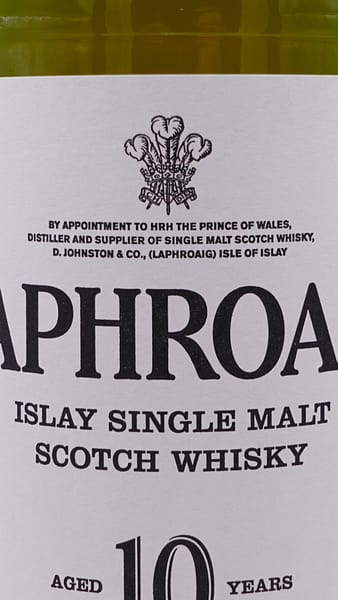 BY APPOINTMENT TO HRH THE PRINCE OF WALES,
DISTILLER AND SUPPLIER OF SINGLE MALT SCOTCH WHISKY,
D. JOHNSTON & CO., (LAPHROAIG) ISLE OF ISLAY
APHROA
ISLAY SINGLE MALT
SCOTCH WHISKY
AGED 10 YEARS